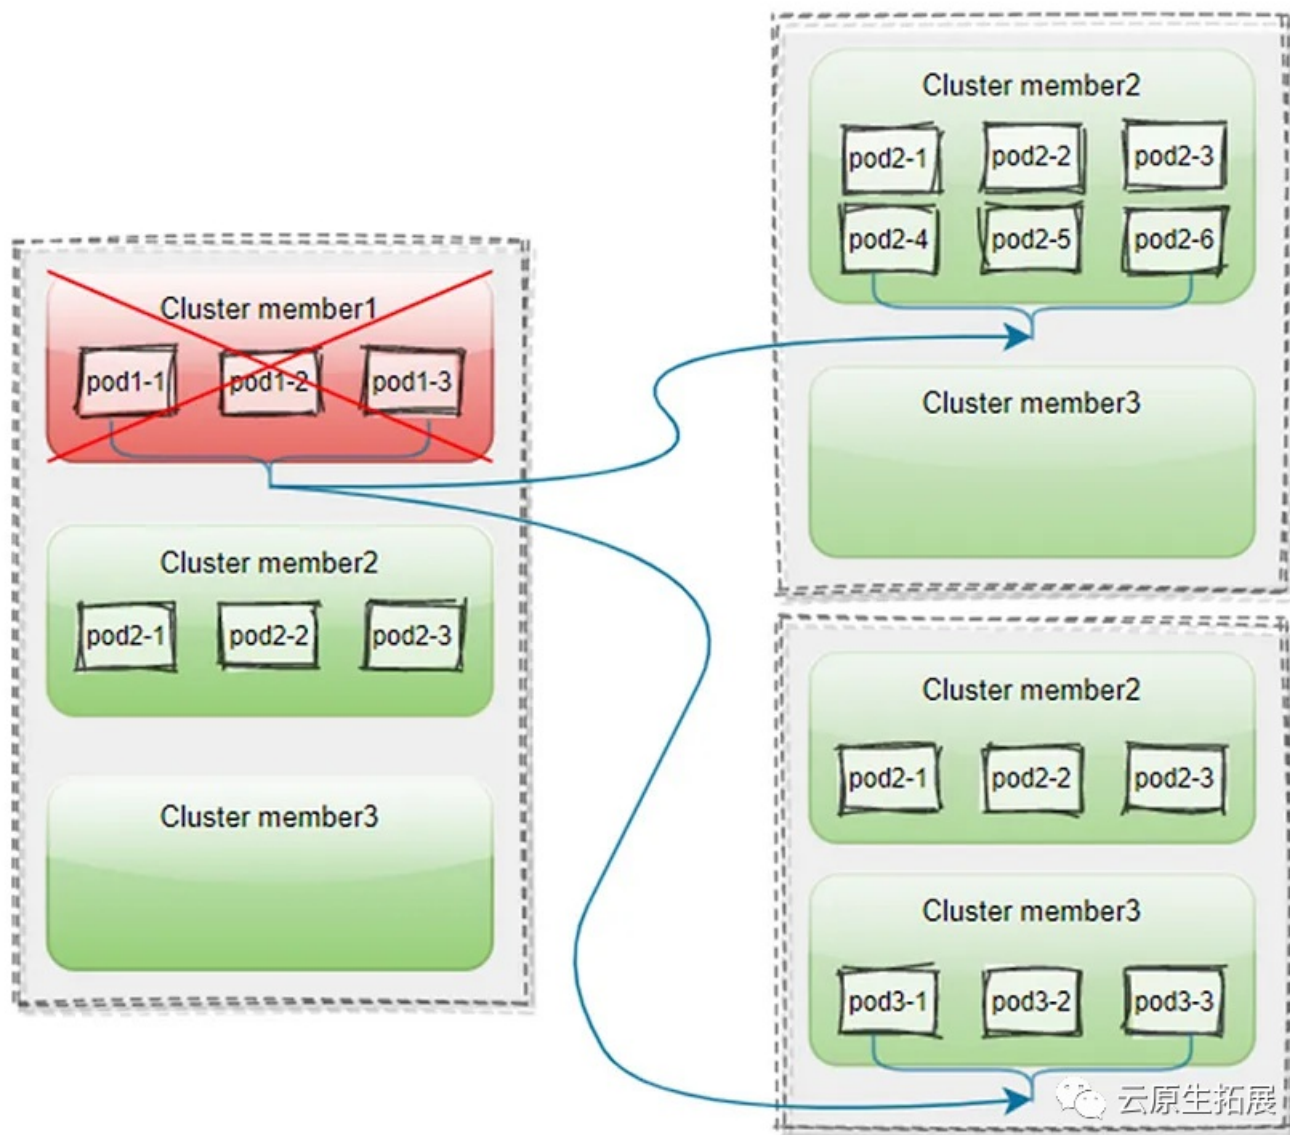 Cluster member1
pod1-1 pod1-2 pod1-3
Cluster member2
pod2-1 pod2-2 pod2-3
Cluster member3
Cluster member2
pod2-1 pod2-2 pod2-3
pod2-4 pod2-5 pod2-6
Cluster member3
Cluster member2
pod2-1 pod2-2 pod2-3
Cluster member3
pod3-1 pod3-2 pod3-3
云原生拓展